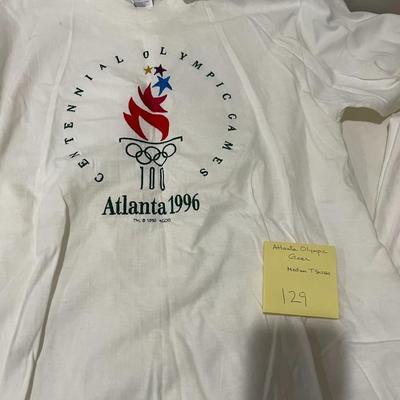 CENTENNIAL OLYMPIC GAMES
Atlanta 1996
Atlanta Olympic
Gear
Medium T Shirts
129